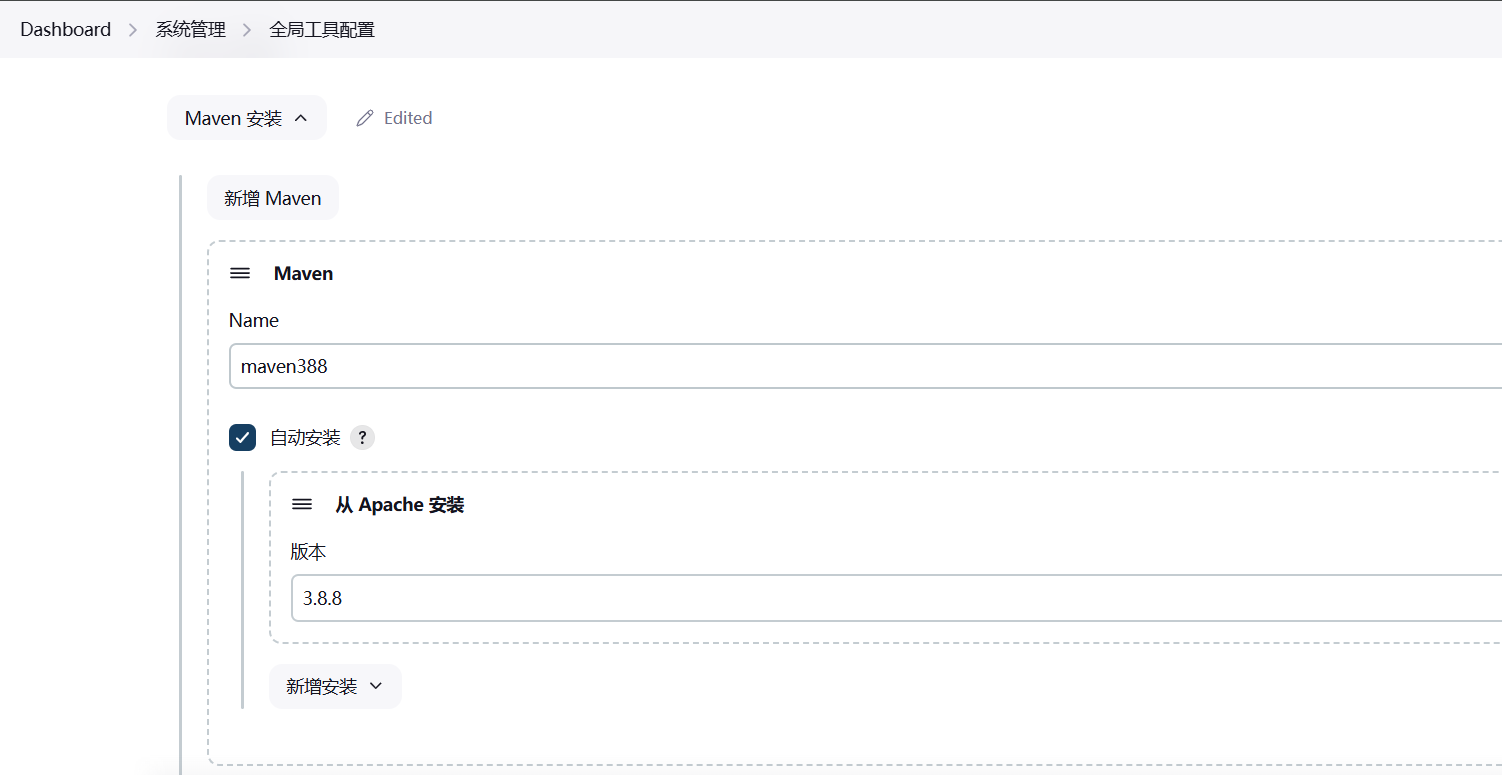 Dashboard 系统管理 全局工具配置
Maven 安装 Edited
新增 Maven
Maven
Name
maven388
自动安装 ?
从 Apache 安装
版本
3.8.8
新增安装